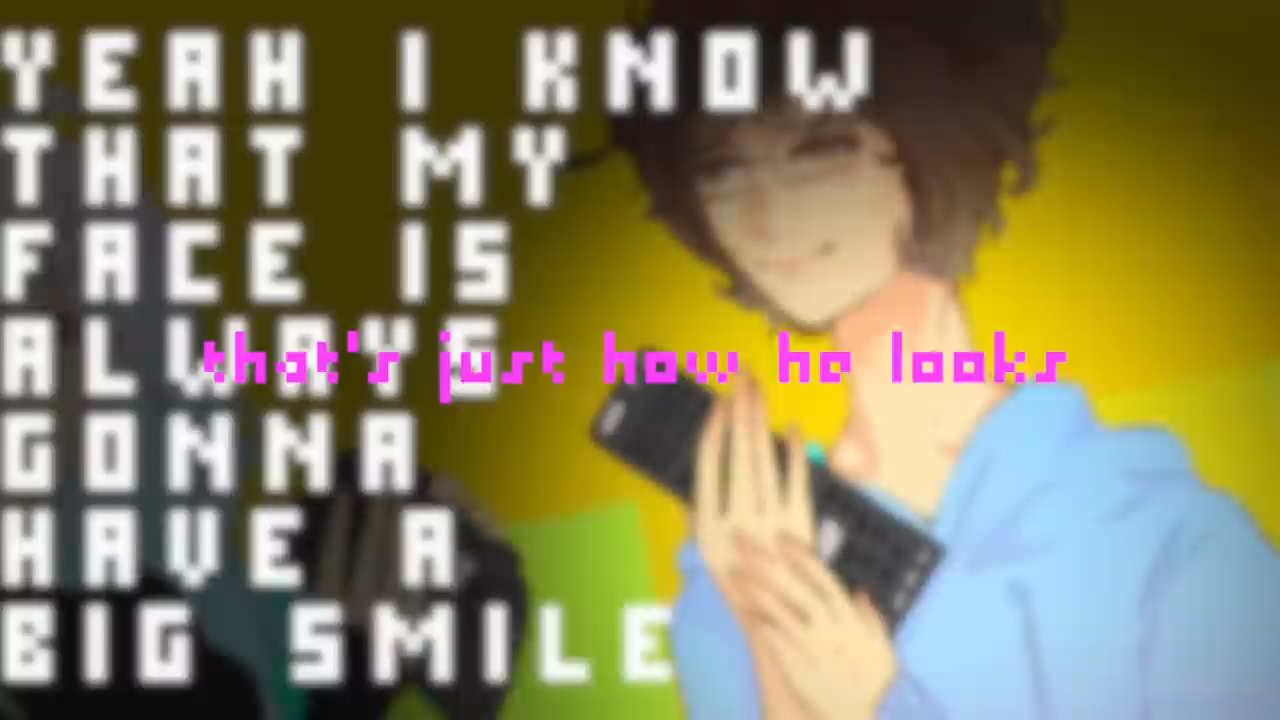 YEAH I KNOW
THAT MY
FACE IS
ALWAYS
that's just how he looks
GONNA
HAVE A
BIG SMILE